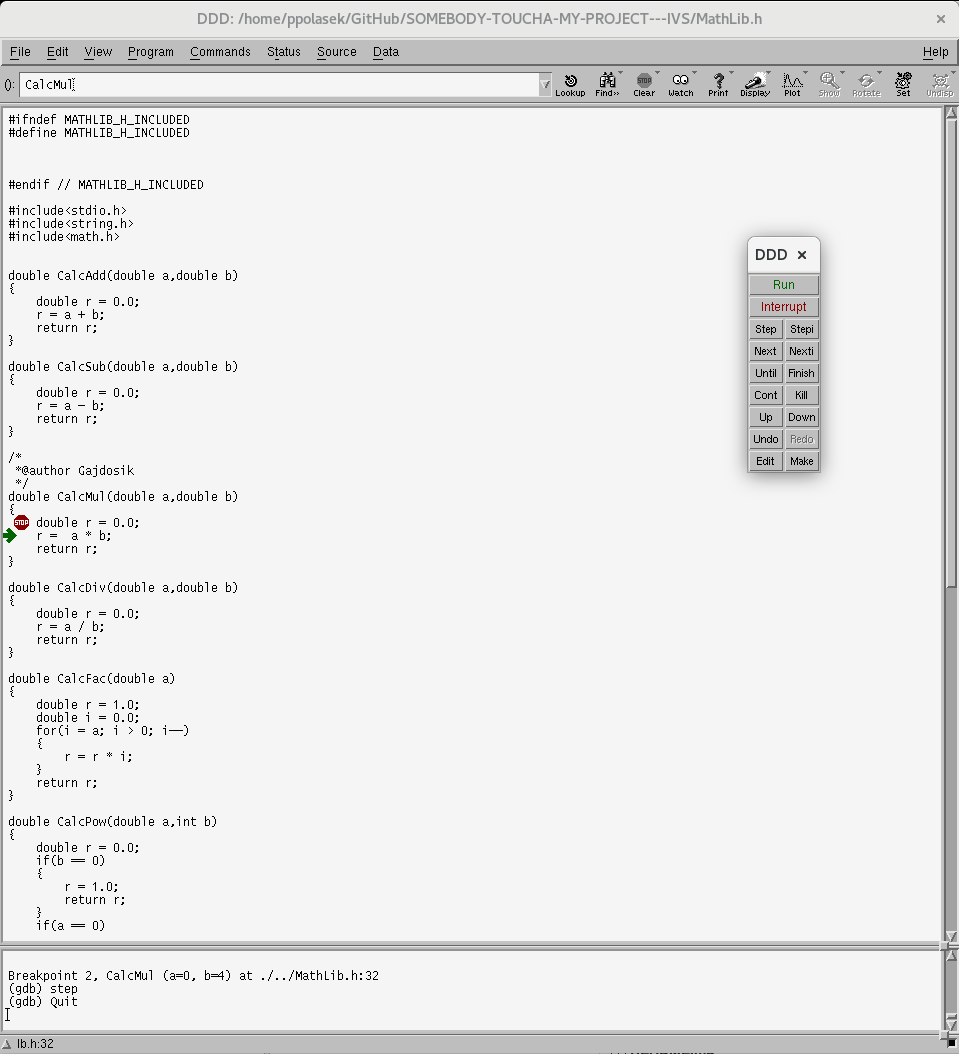 DDD: /home/ppolasek/GitHub/SOMEBODY-TOUCHA-MY-PROJECT---IVS/MathLib.h ×
File Edit View Program Commands Status Source Data Help
(): CalcMul
Lookup Find>> Clear Watch Print Display Plot Show Rotate Set Undisp
#ifndef MATHLIB_H_INCLUDED
#define MATHLIB_H_INCLUDED
#endif // MATHLIB_H_INCLUDED
#include<stdio.h>
#include<string.h>
#include<math.h>
double CalcAdd(double a,double b)
{
    double r = 0.0;
    r = a + b;
    return r;
}
double CalcSub(double a,double b)
{
    double r = 0.0;
    r = a - b;
    return r;
}
/*
 *@author Gajdosik
 */
double CalcMul(double a,double b)
{
STOP double r = 0.0;
    r =  a * b;
    return r;
}
double CalcDiv(double a,double b)
{
    double r = 0.0;
    r = a / b;
    return r;
}
double CalcFac(double a)
{
    double r = 1.0;
    double i = 0.0;
    for(i = a; i > 0; i--)
    {
        r = r * i;
    }
    return r;
}
double CalcPow(double a,int b)
{
    double r = 0.0;
    if(b == 0)
    {
        r = 1.0;
        return r;
    }
    if(a == 0)
DDD ×
Run
Interrupt
Step Stepi
Next Nexti
Until Finish
Cont Kill
Up Down
Undo Redo
Edit Make
Breakpoint 2, CalcMul (a=0, b=4) at ./../MathLib.h:32
(gdb) step
(gdb) Quit
lb.h:32